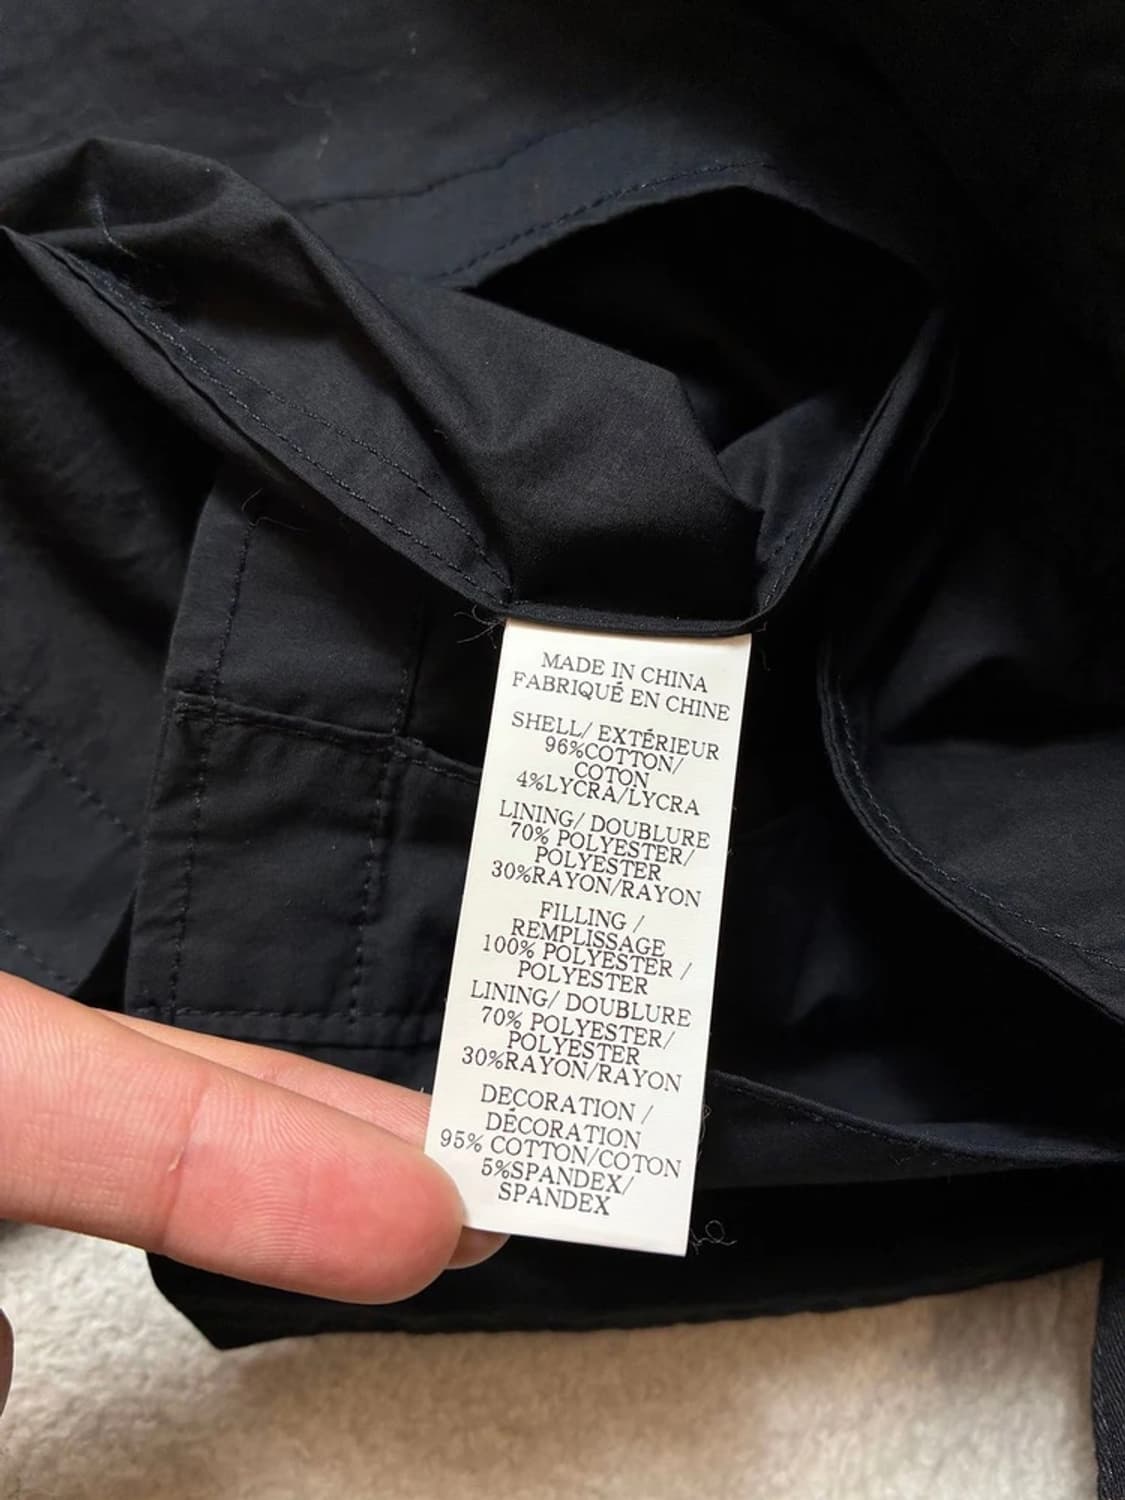 MADE IN CHINA
FABRIQUÉ EN CHINE
SHELL/ EXTÉRIEUR
96%COTTON/
COTON
4%LYCRA/LYCRA
LINING/ DOUBLURE
70% POLYESTER/
POLYESTER
30%RAYON/RAYON
FILLING /
REMPLISSAGE
100% POLYESTER /
POLYESTER
LINING/ DOUBLURE
70% POLYESTER/
POLYESTER
30%RAYON/RAYON
DECORATION /
DÉCORATION
95% COTTON/COTON
5%SPANDEX/
SPANDEX